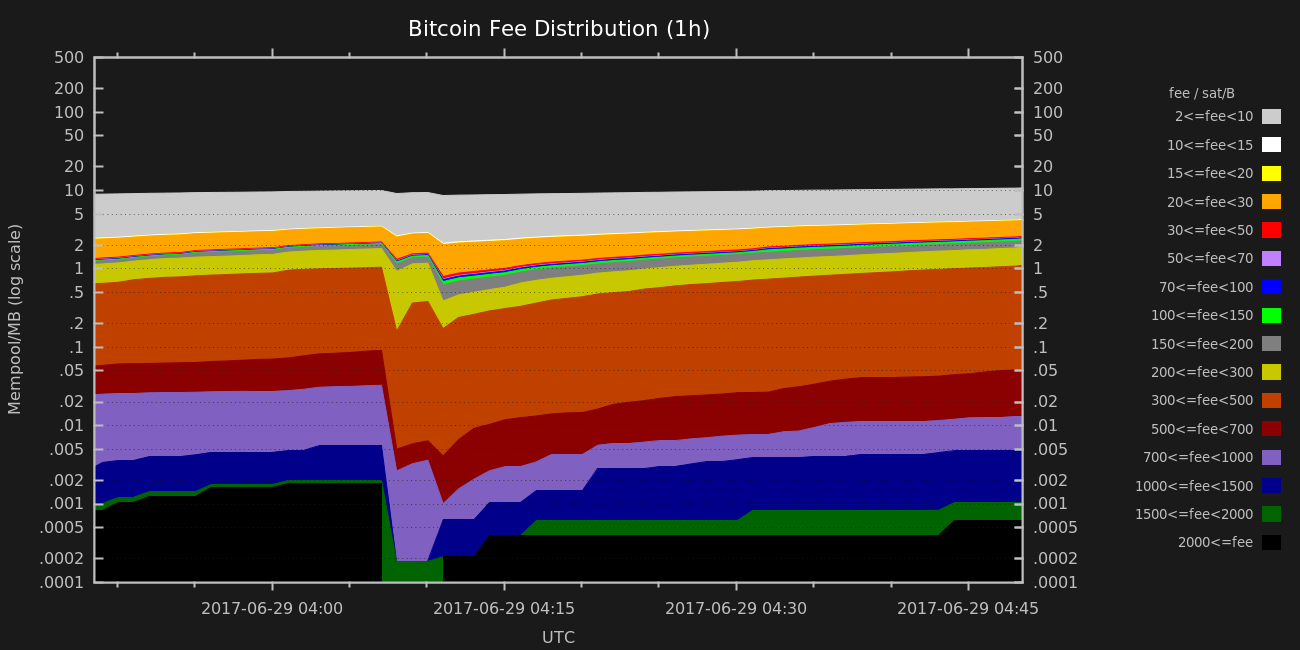 Bitcoin Fee Distribution (1h)
Mempool/MB (log scale)
500
200
100
50
20
10
5
2
1
.5
.2
.1
.05
.02
.01
.005
.002
.001
.0005
.0002
.0001
500
200
100
50
20
10
5
2
1
.5
.2
.1
.05
.02
.01
.005
.002
.001
.0005
.0002
.0001
2017-06-29 04:00 2017-06-29 04:15 2017-06-29 04:30 2017-06-29 04:45
UTC
fee / sat/B
2<=fee<10
10<=fee<15
15<=fee<20
20<=fee<30
30<=fee<50
50<=fee<70
70<=fee<100
100<=fee<150
150<=fee<200
200<=fee<300
300<=fee<500
500<=fee<700
700<=fee<1000
1000<=fee<1500
1500<=fee<2000
2000<=fee